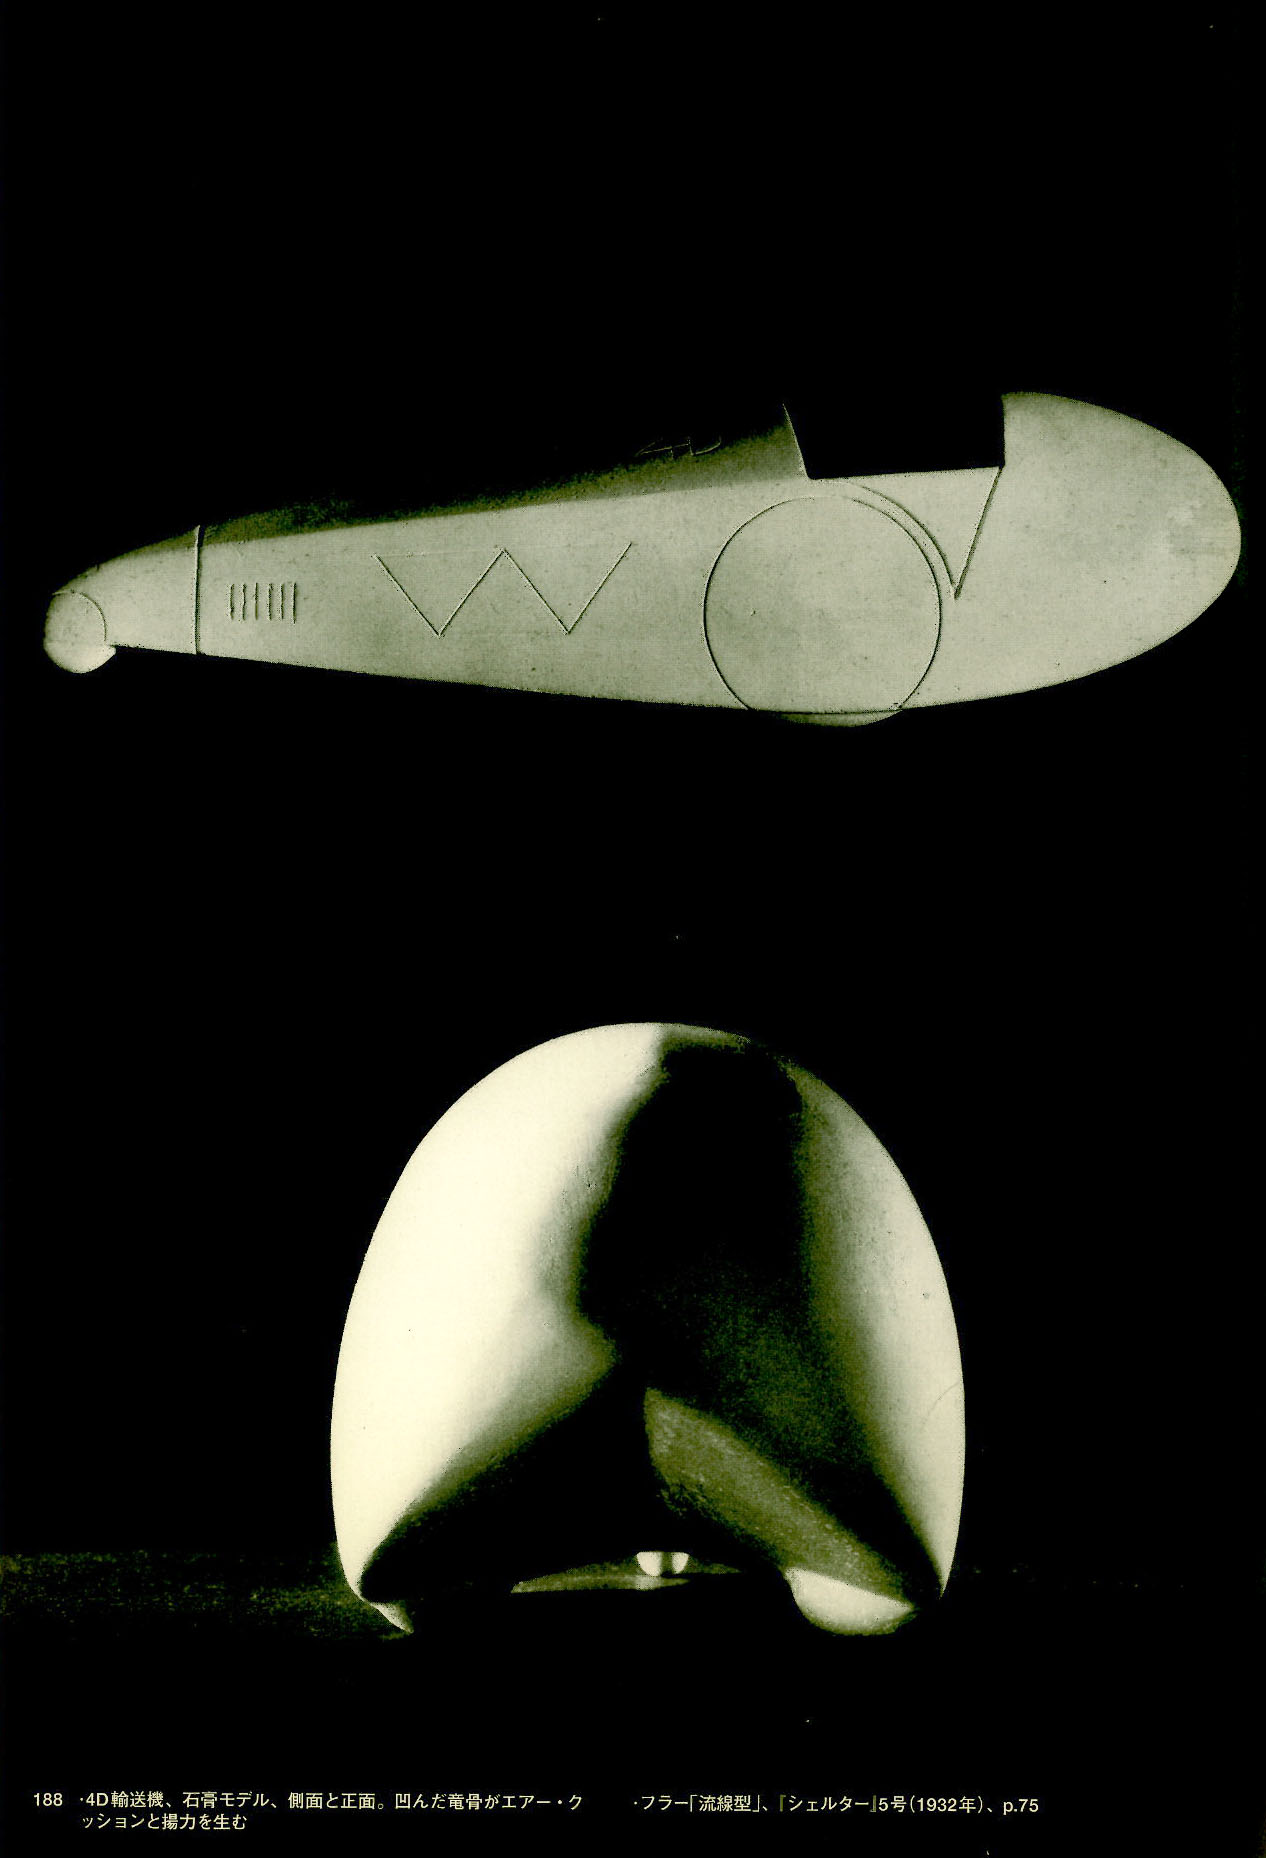 4D
188 ·4D輸送機、石膏モデル、側面と正面。凹んだ竜骨がエアー・ク
ッションと揚力を生む
·フラー「流線型」、『シェルター』5号(1932年)、p.75